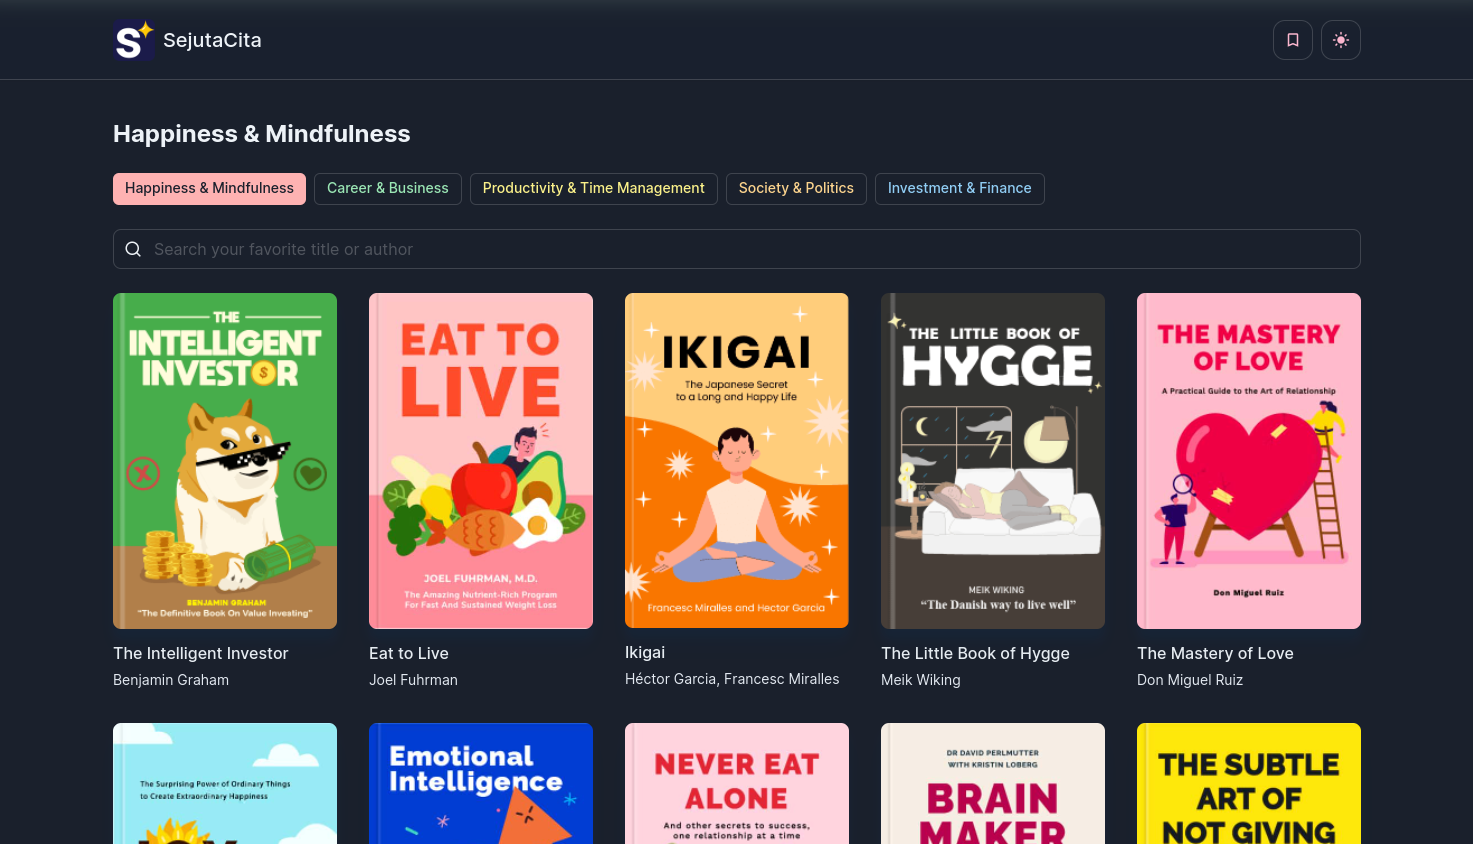 SejutaCita
Happiness & Mindfulness
Happiness & Mindfulness
Career & Business
Productivity & Time Management
Society & Politics
Investment & Finance
Search your favorite title or author
THE
INTELLIGENT
INVESTOR
BENJAMIN GRAHAM
"The Definitive Book On Value Investing"
The Intelligent Investor
Benjamin Graham
EAT TO
LIVE
JOEL FUHRMAN, M.D.
The Amazing Nutrient-Rich Program
For Fast And Sustained Weight Loss
Eat to Live
Joel Fuhrman
IKIGAI
The Japanese Secret
to a Long and Happy Life
Francesc Miralles and Hector Garcia
Ikigai
Héctor Garcia, Francesc Miralles
THE LITTLE BOOK OF
HYGGE
MEIK WIKING
“The Danish way to live well”
The Little Book of Hygge
Meik Wiking
THE MASTERY
OF LOVE
A Practical Guide to the Art of Relationship
Don Miguel Ruiz
The Mastery of Love
Don Miguel Ruiz
The Surprising Power of Ordinary Things
to Create Extraordinary Happiness
Emotional
Intelligence
NEVER EAT
ALONE
And other secrets to success,
one relationship at a time
DR DAVID PERLMUTTER
WITH KRISTIN LOBERG
BRAIN
MAKER
THE SUBTLE
ART OF
NOT GIVING